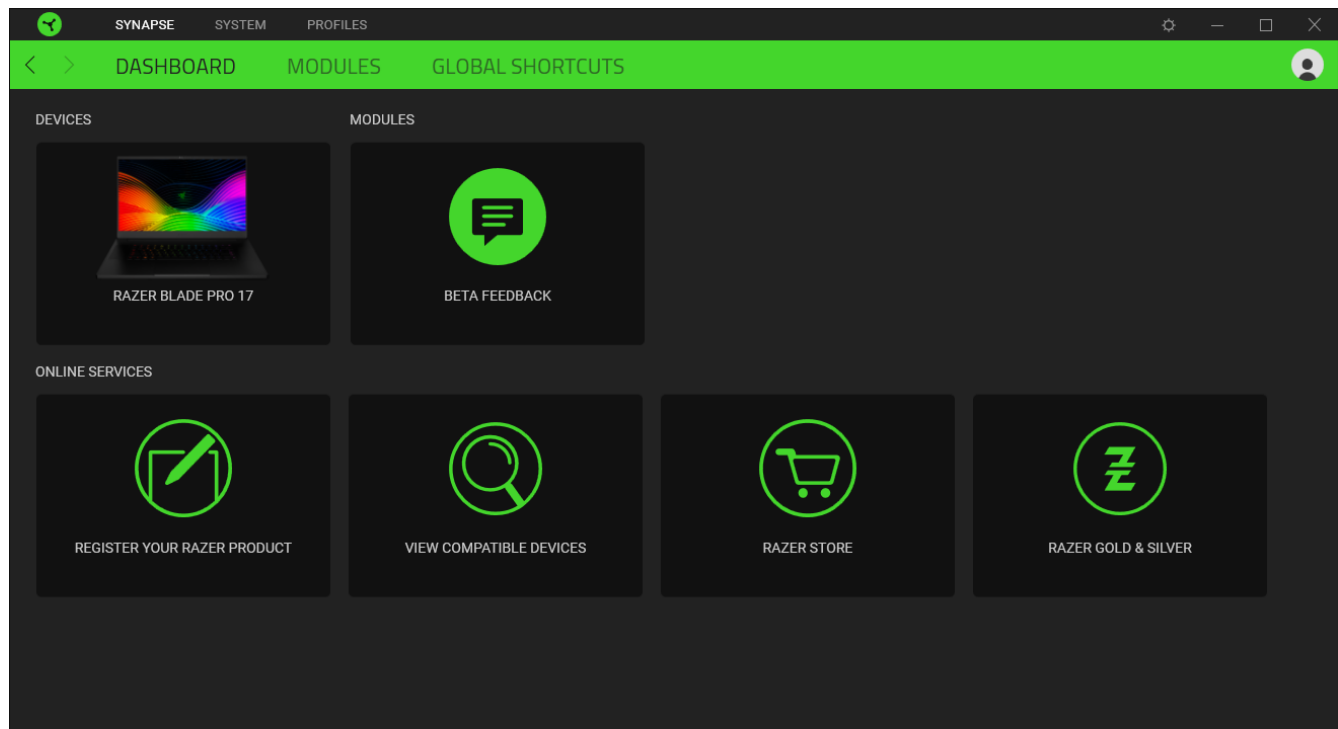 SYNAPSE SYSTEM PROFILES
DASHBOARD MODULES GLOBAL SHORTCUTS
DEVICES MODULES
RAZER BLADE PRO 17 BETA FEEDBACK
ONLINE SERVICES
REGISTER YOUR RAZER PRODUCT VIEW COMPATIBLE DEVICES RAZER STORE RAZER GOLD & SILVER